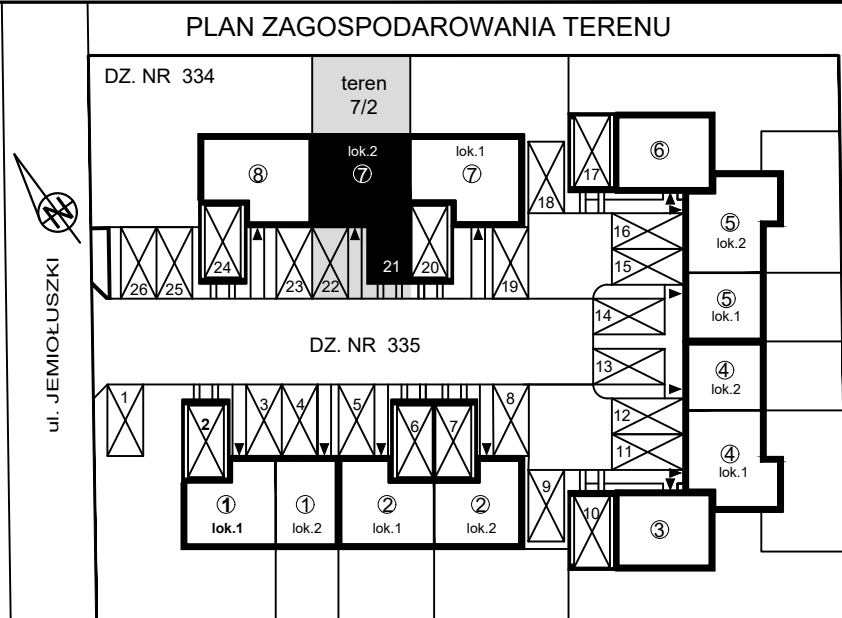 PLAN ZAGOSPODAROWANIA TERENU
DZ. NR 334
teren
7/2
N
ul. JEMIOŁUSZKI
⑧
lok.2
⑦
lok.1
⑦
17
⑥
18
24
20
21
16
15
⑤
lok.2
26
25
23
22
19
14
⑤
lok.1
DZ. NR 335
13
④
lok.2
1
2
3
4
5
6
7
8
12
11
④
lok.1
①
lok.1
①
lok.2
②
lok.1
②
lok.2
9
10
③